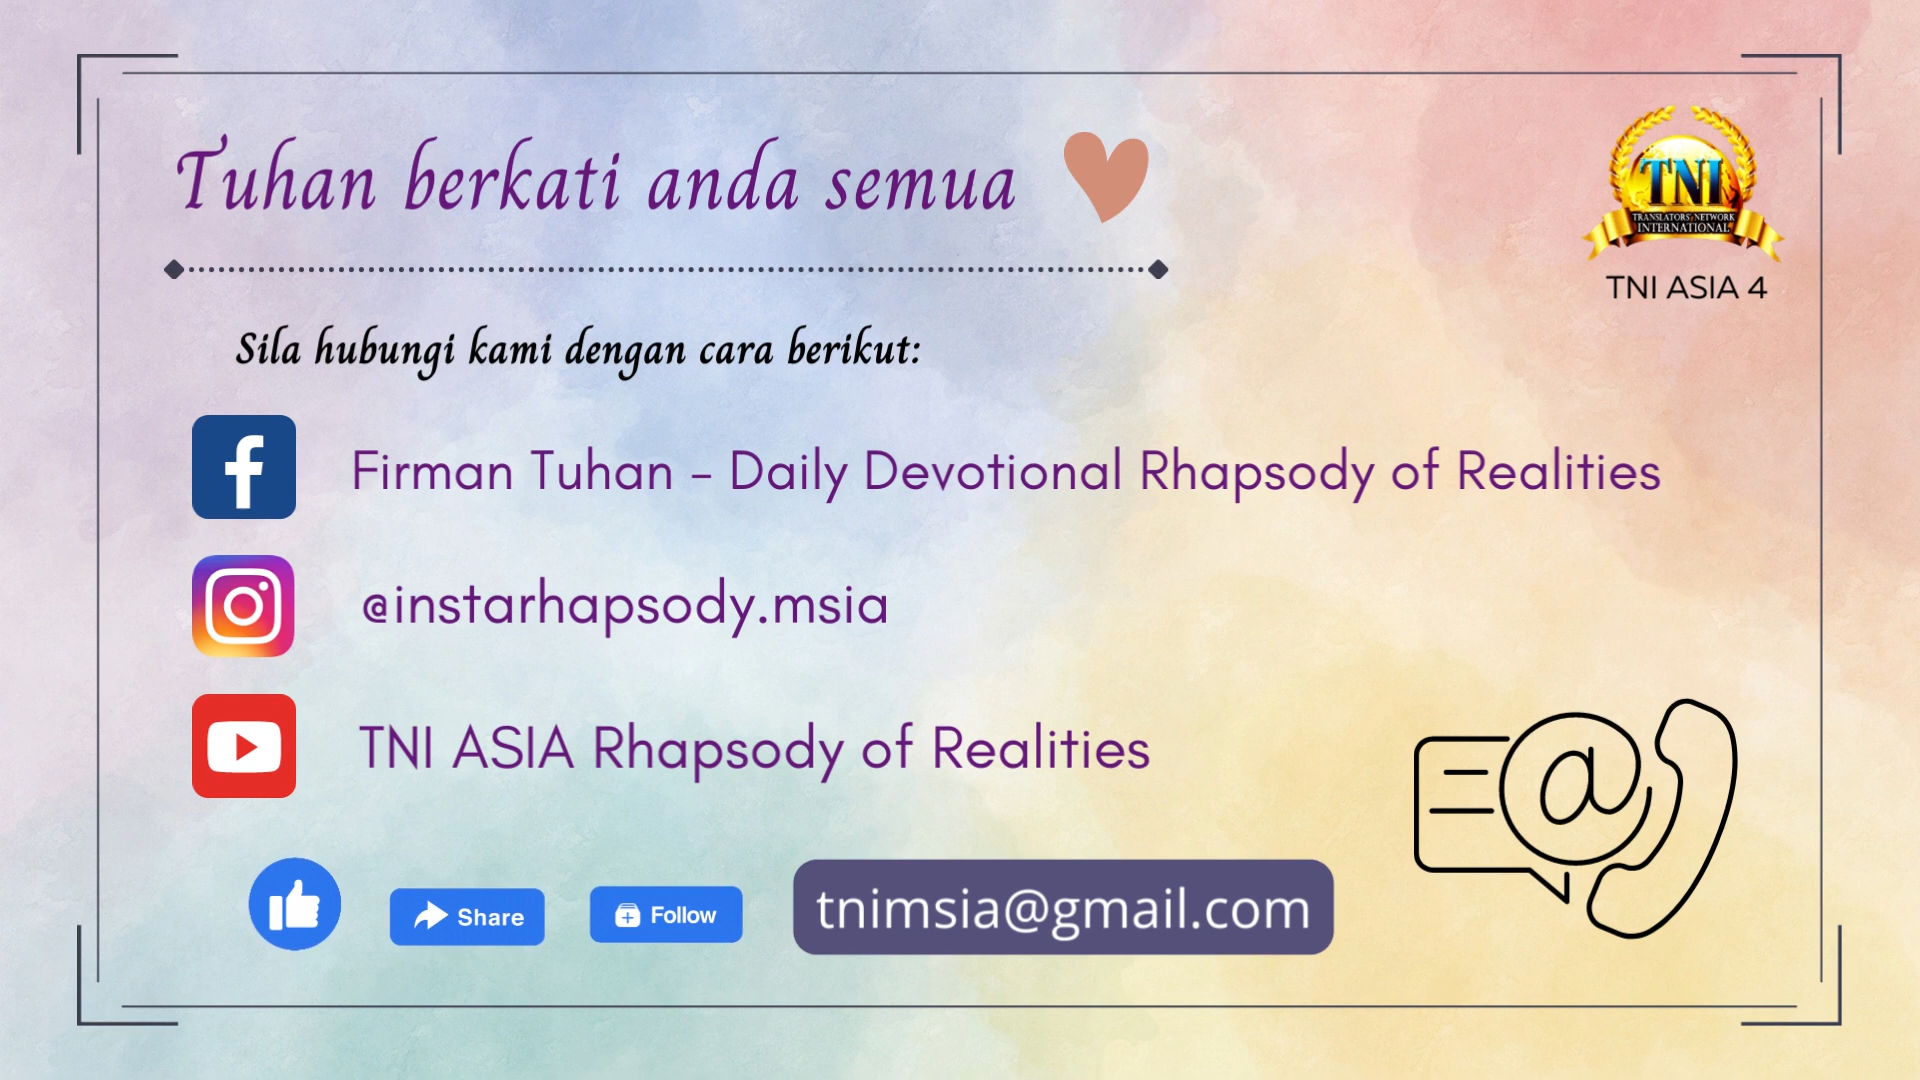 Tuhan berkati anda semua
TNI
TRANSLATORS' NETWORK
INTERNATIONAL
TNI ASIA 4
Sila hubungi kami dengan cara berikut:
Firman Tuhan - Daily Devotional Rhapsody of Realities
@instarhapsody.msia
TNI ASIA Rhapsody of Realities
Share
Follow
tnimsia@gmail.com